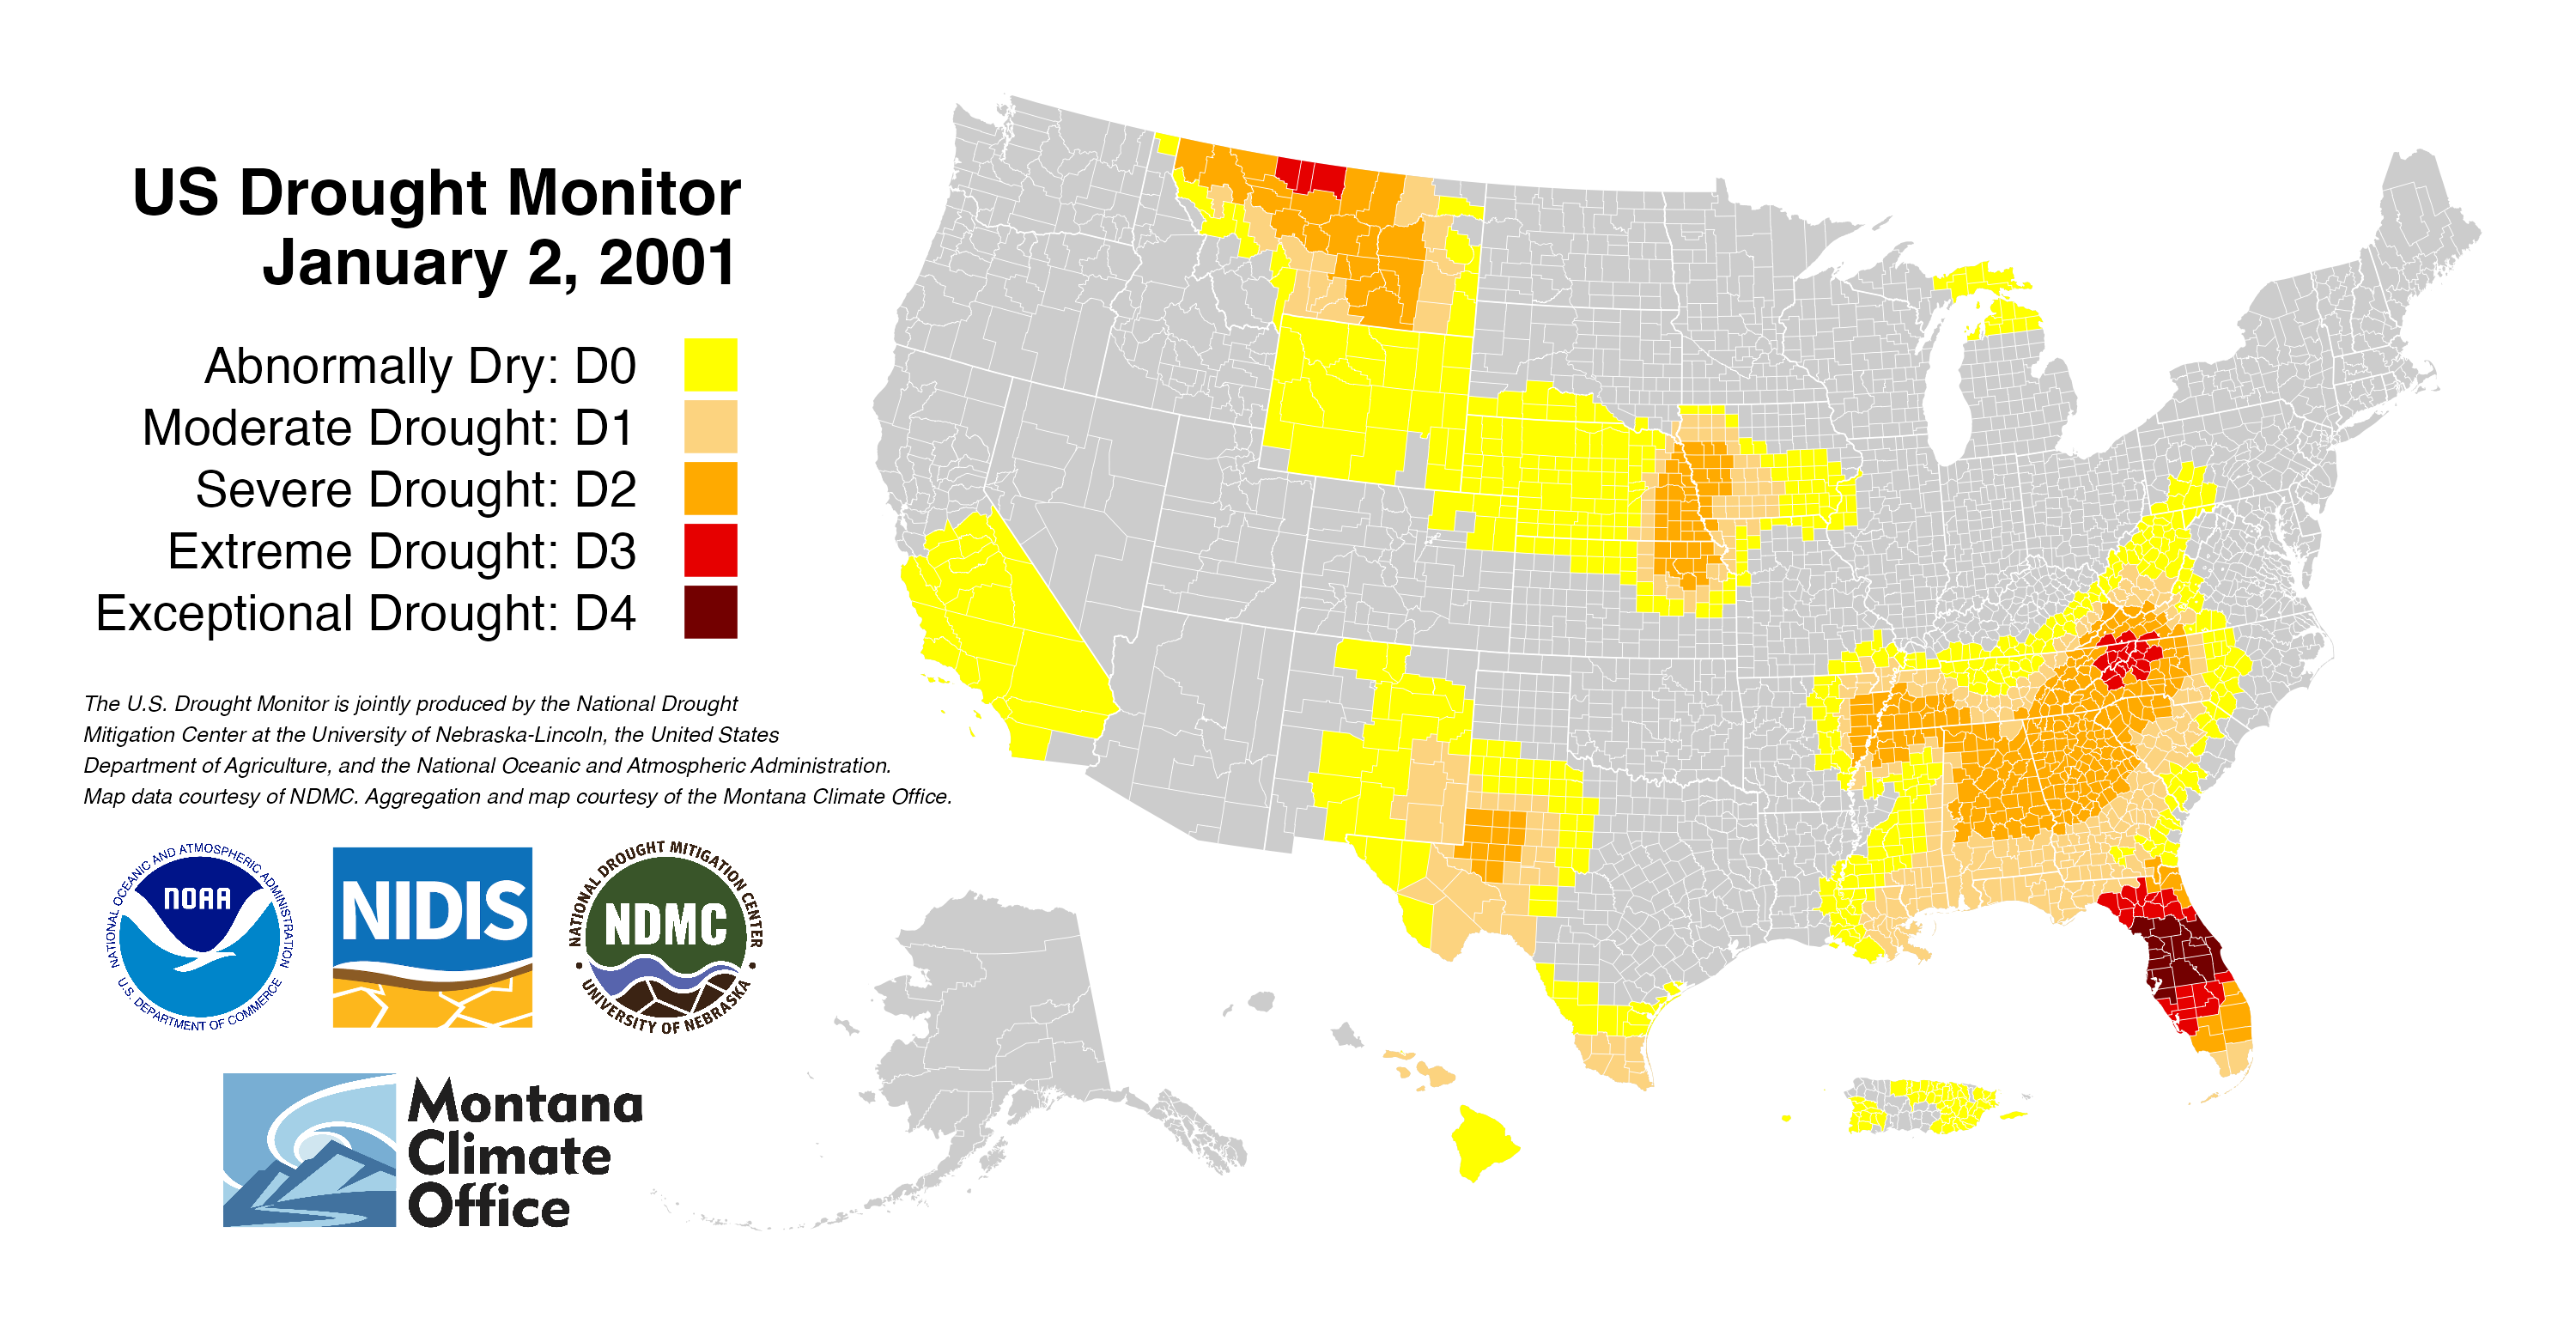 US Drought Monitor
January 2, 2001
Abnormally Dry: D0
Moderate Drought: D1
Severe Drought: D2
Extreme Drought: D3
Exceptional Drought: D4
The U.S. Drought Monitor is jointly produced by the National Drought
Mitigation Center at the University of Nebraska-Lincoln, the United States
Department of Agriculture, and the National Oceanic and Atmospheric Administration.
Map data courtesy of NDMC. Aggregation and map courtesy of the Montana Climate Office.
NATIONAL OCEANIC AND ATMOSPHERIC ADMINISTRATION
NOAA
U.S. DEPARTMENT OF COMMERCE
NIDIS
NATIONAL DROUGHT MITIGATION CENTER
NDMC
UNIVERSITY OF NEBRASKA
Montana
Climate
Office